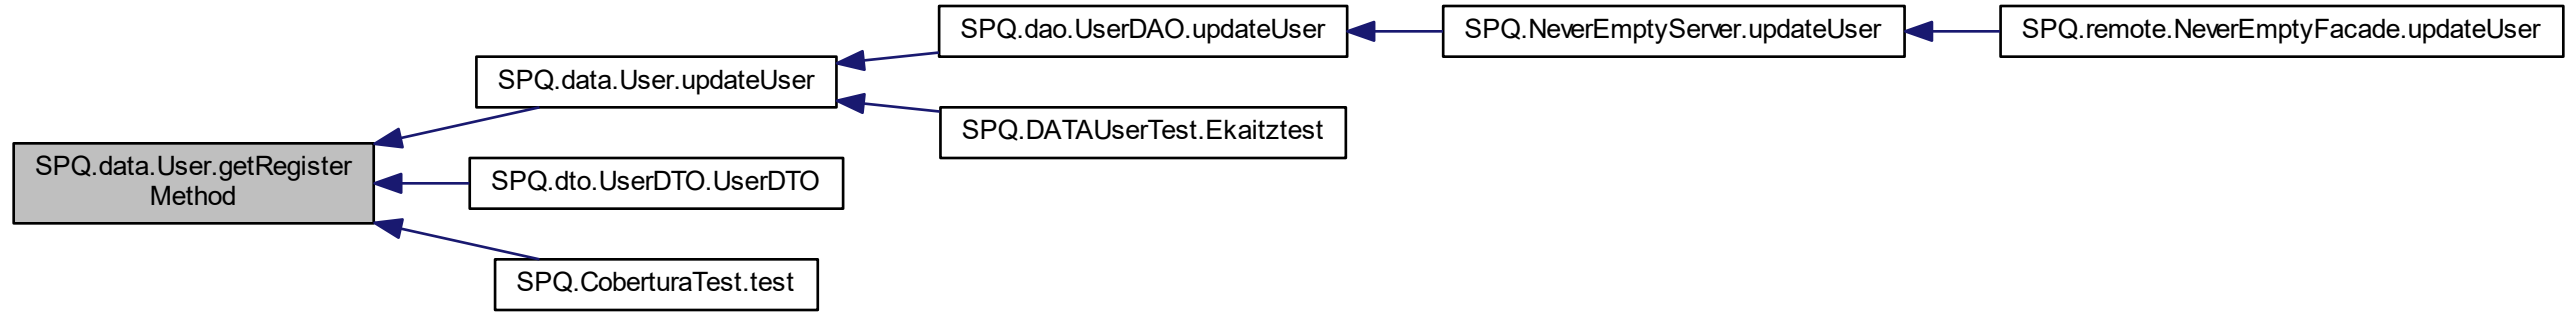 SPQ.data.User.getRegister
Method
SPQ.data.User.updateUser
SPQ.dao.UserDAO.updateUser
SPQ.NeverEmptyServer.updateUser
SPQ.remote.NeverEmptyFacade.updateUser
SPQ.DATAUserTest.Ekaitztest
SPQ.dto.UserDTO.UserDTO
SPQ.CoberturaTest.test